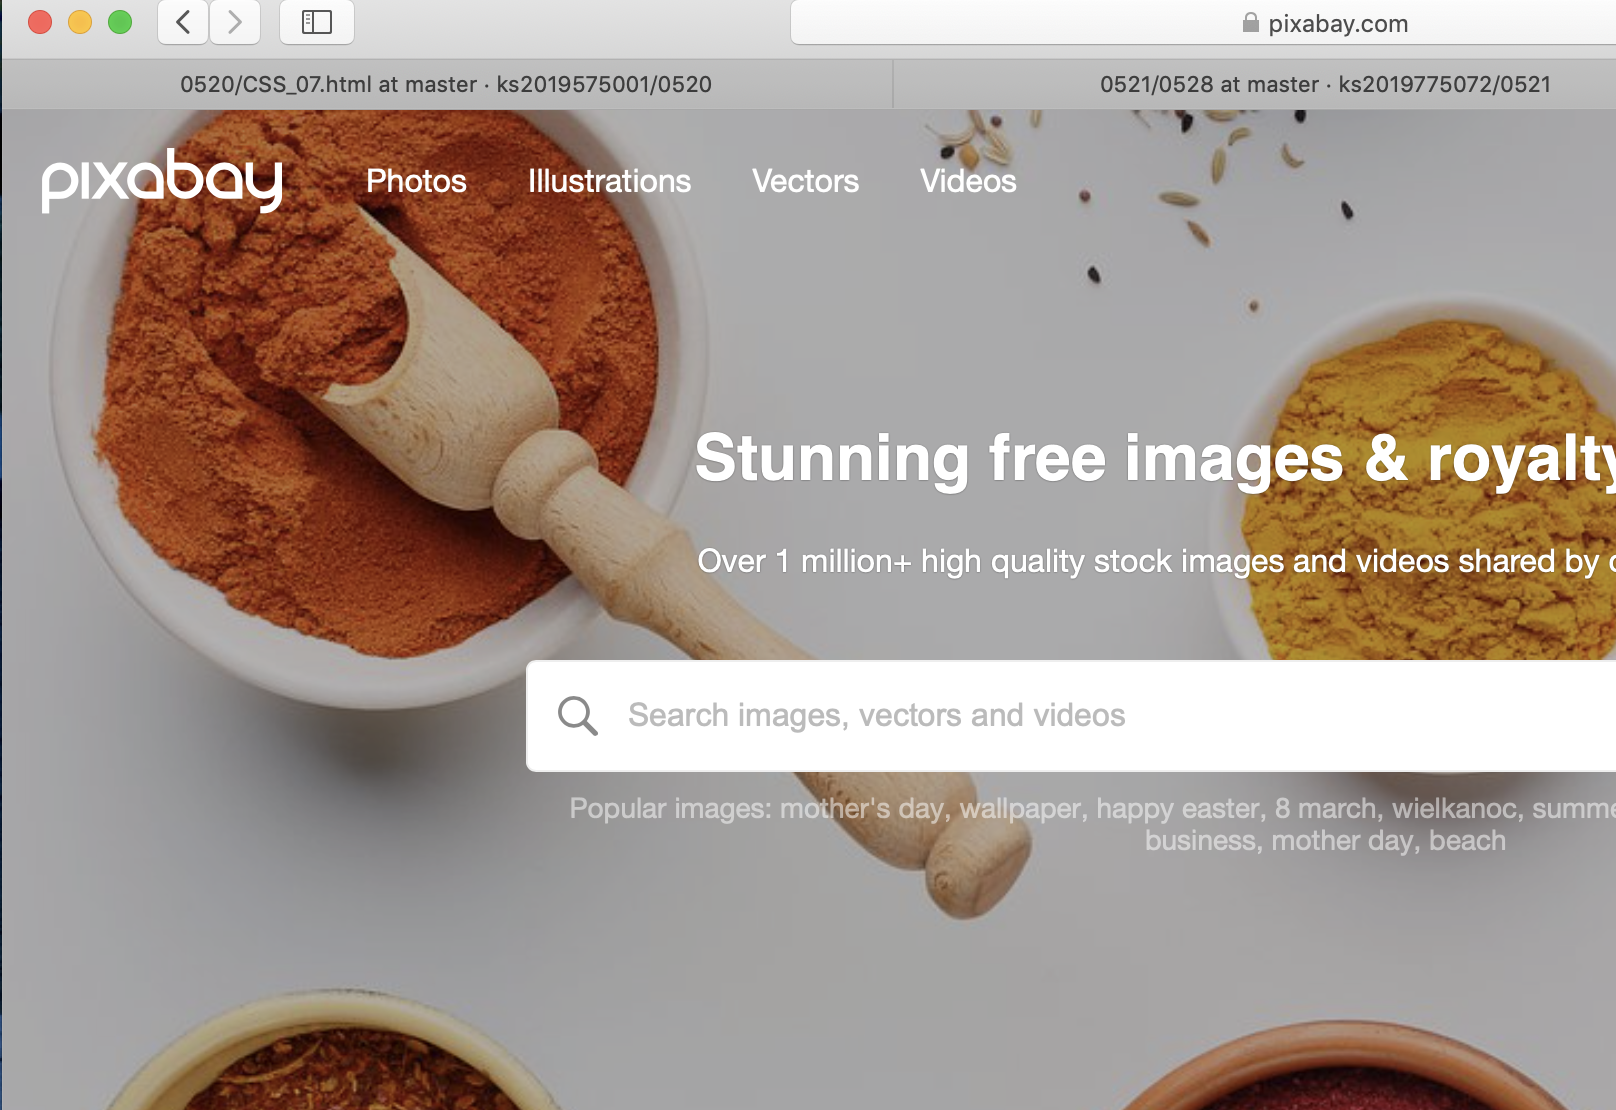 pixabay.com
0520/CSS_07.html at master · ks2019575001/0520
0521/0528 at master · ks2019775072/0521
pixabay
Photos
Illustrations
Vectors
Videos
Stunning free images & royalty
Over 1 million+ high quality stock images and videos shared by
Search images, vectors and videos
Popular images: mother's day, wallpaper, happy easter, 8 march, wielkanoc, summe
business, mother day, beach